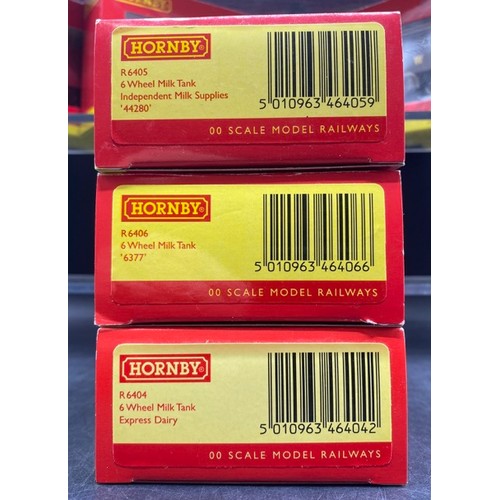 HORNBY®
R6405
6 Wheel Milk Tank
Independent Milk Supplies
'44280'
5 010963 464059
00 SCALE MODEL RAILWAYS
HORNBY®
R6406
6 Wheel Milk Tank
'6377'
5 010963 464066
00 SCALE MODEL RAILWAYS
HORNBY®
R6404
6 Wheel Milk Tank
Express Dairy
5 010963 464042
00 SCALE MODEL RAILWAYS